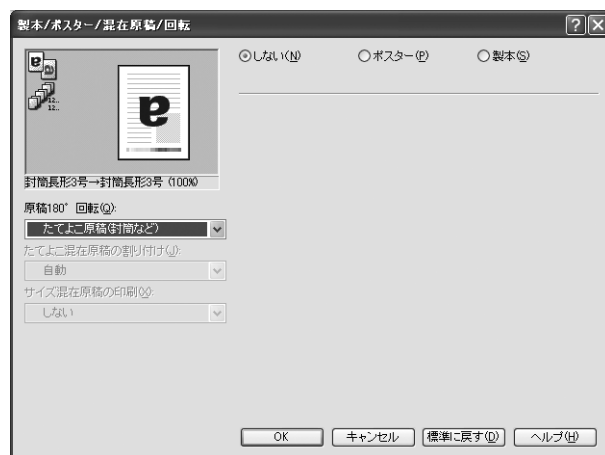 製本/ポスター/混在原稿/回転
しない(N) ポスター(P) 製本(S)
封筒長形3号→封筒長形3号 (100%)
原稿180° 回転(Q):
たてよこ原稿(封筒など)
たてよこ混在原稿の割り付け(J):
自動
サイズ混在原稿の印刷(X):
しない
OK キャンセル 標準に戻す(D) ヘルプ(H)